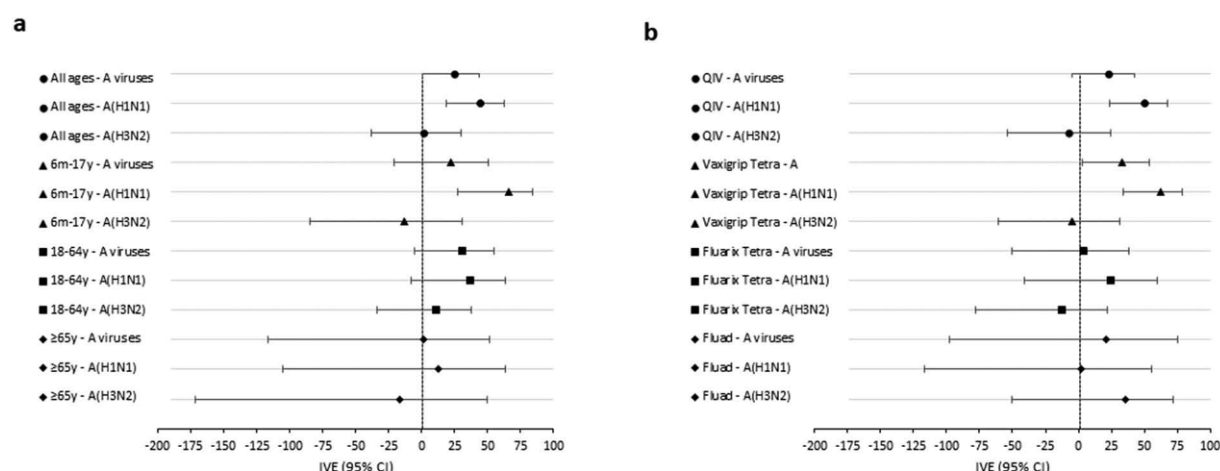 a
All ages - A viruses
All ages - A(H1N1)
All ages - A(H3N2)
6m-17y - A viruses
6m-17y - A(H1N1)
6m-17y - A(H3N2)
18-64y - A viruses
18-64y - A(H1N1)
18-64y - A(H3N2)
≥65y - A viruses
≥65y - A(H1N1)
≥65y - A(H3N2)
-200 -175 -150 -125 -100 -75 -50 -25 0 25 50 75 100
IVE (95% CI)
b
QIV - A viruses
QIV - A(H1N1)
QIV - A(H3N2)
Vaxigrip Tetra - A
Vaxigrip Tetra - A(H1N1)
Vaxigrip Tetra - A(H3N2)
Fluarix Tetra - A viruses
Fluarix Tetra - A(H1N1)
Fluarix Tetra - A(H3N2)
Fluad - A viruses
Fluad - A(H1N1)
Fluad - A(H3N2)
-200 -175 -150 -125 -100 -75 -50 -25 0 25 50 75 100
IVE (95% CI)